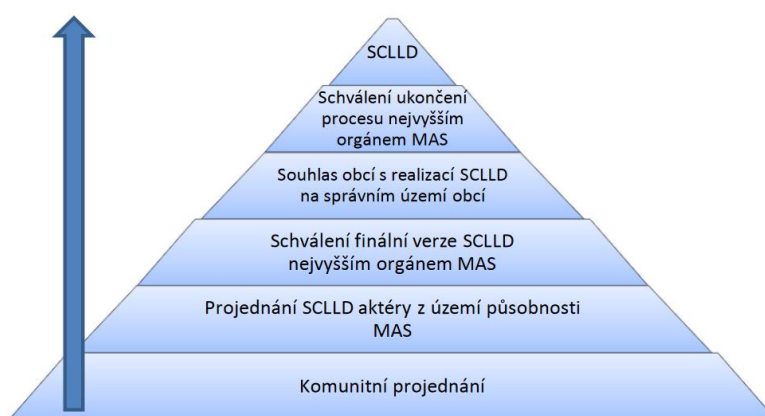 SCLLD
Schválení ukončení
procesu nejvyšším
orgánem MAS
Souhlas obcí s realizací SCLLD
na správním území obcí
Schválení finální verze SCLLD
nejvyšším orgánem MAS
Projednání SCLLD aktéry z území působnosti
MAS
Komunitní projednání